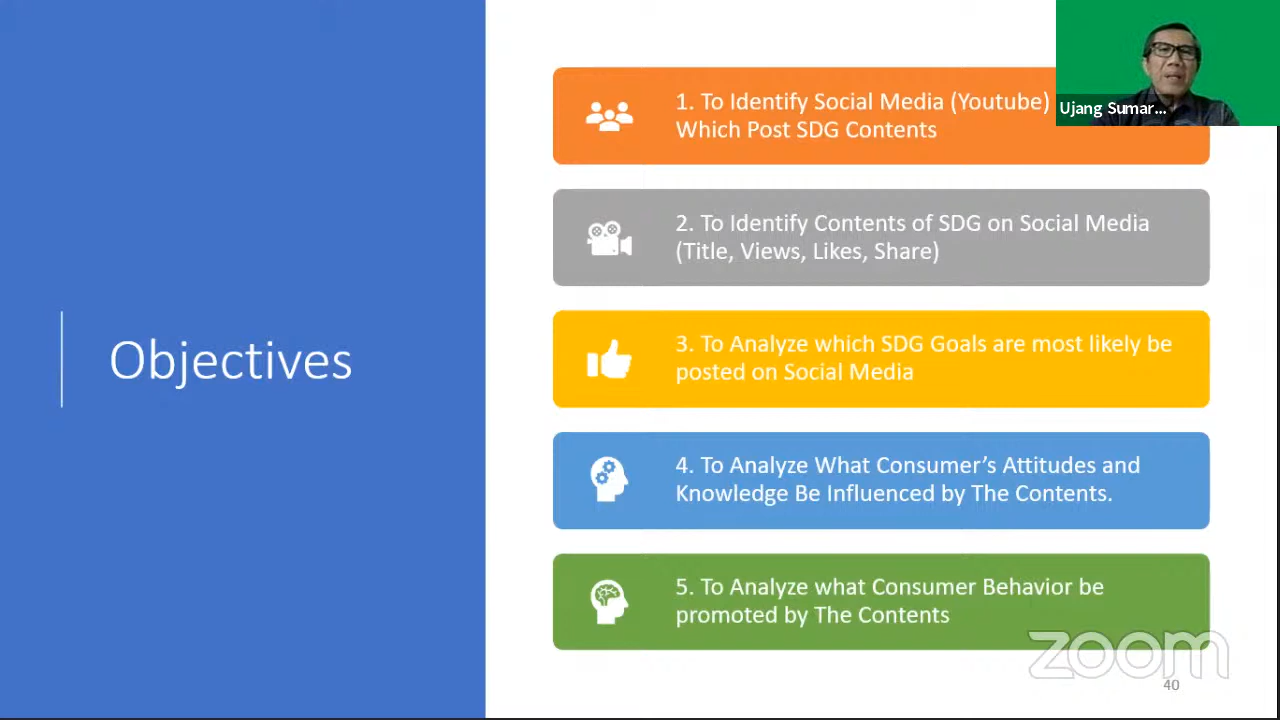 Objectives
1. To Identify Social Media (Youtube)
Which Post SDG Contents
2. To Identify Contents of SDG on Social Media
(Title, Views, Likes, Share)
3. To Analyze which SDG Goals are most likely be
posted on Social Media
4. To Analyze What Consumer’s Attitudes and
Knowledge Be Influenced by The Contents.
5. To Analyze what Consumer Behavior be
promoted by The Contents
Ujang Sumar...
zoom
40